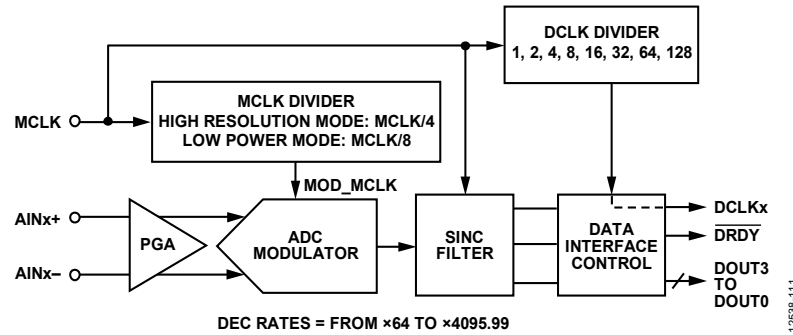 DCLK DIVIDER
1, 2, 4, 8, 16, 32, 64, 128
MCLK
MCLK DIVIDER
HIGH RESOLUTION MODE: MCLK/4
LOW POWER MODE: MCLK/8
MOD_MCLK
AINx+
AINx–
PGA
ADC
MODULATOR
SINC
FILTER
DATA
INTERFACE
CONTROL
DCLKx
DRDY
DOUT3
TO
DOUT0
DEC RATES = FROM ×64 TO ×4095.99
12538-111